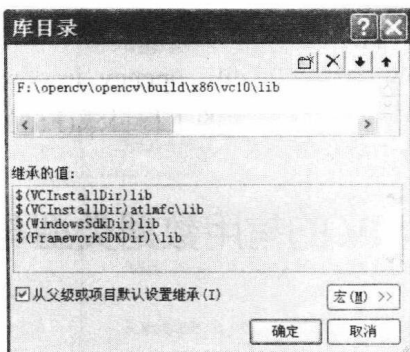 库目录
F:\opencv\opencv\build\x86\vc10\lib
继承的值:
$(VCInstallDir)lib
$(VCInstallDir)atlmfc\lib
$(WindowsSdkDir)lib
$(FrameworkSDKDir)\lib
从父级或项目默认设置继承(I)
宏(M) >>
确定
取消